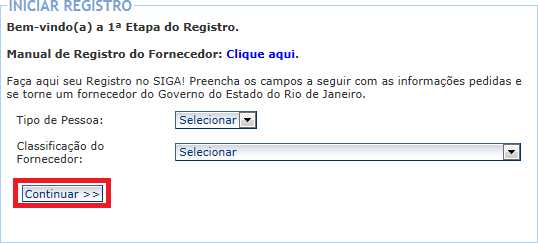 INICIAR REGISTRO
Bem-vindo(a) a 1ª Etapa do Registro.
Manual de Registro do Fornecedor: Clique aqui.
Faça aqui seu Registro no SIGA! Preencha os campos a seguir com as informações pedidas e
se torne um fornecedor do Governo do Estado do Rio de Janeiro.
Tipo de Pessoa: Selecionar
Classificação do
Fornecedor: Selecionar
Continuar >>